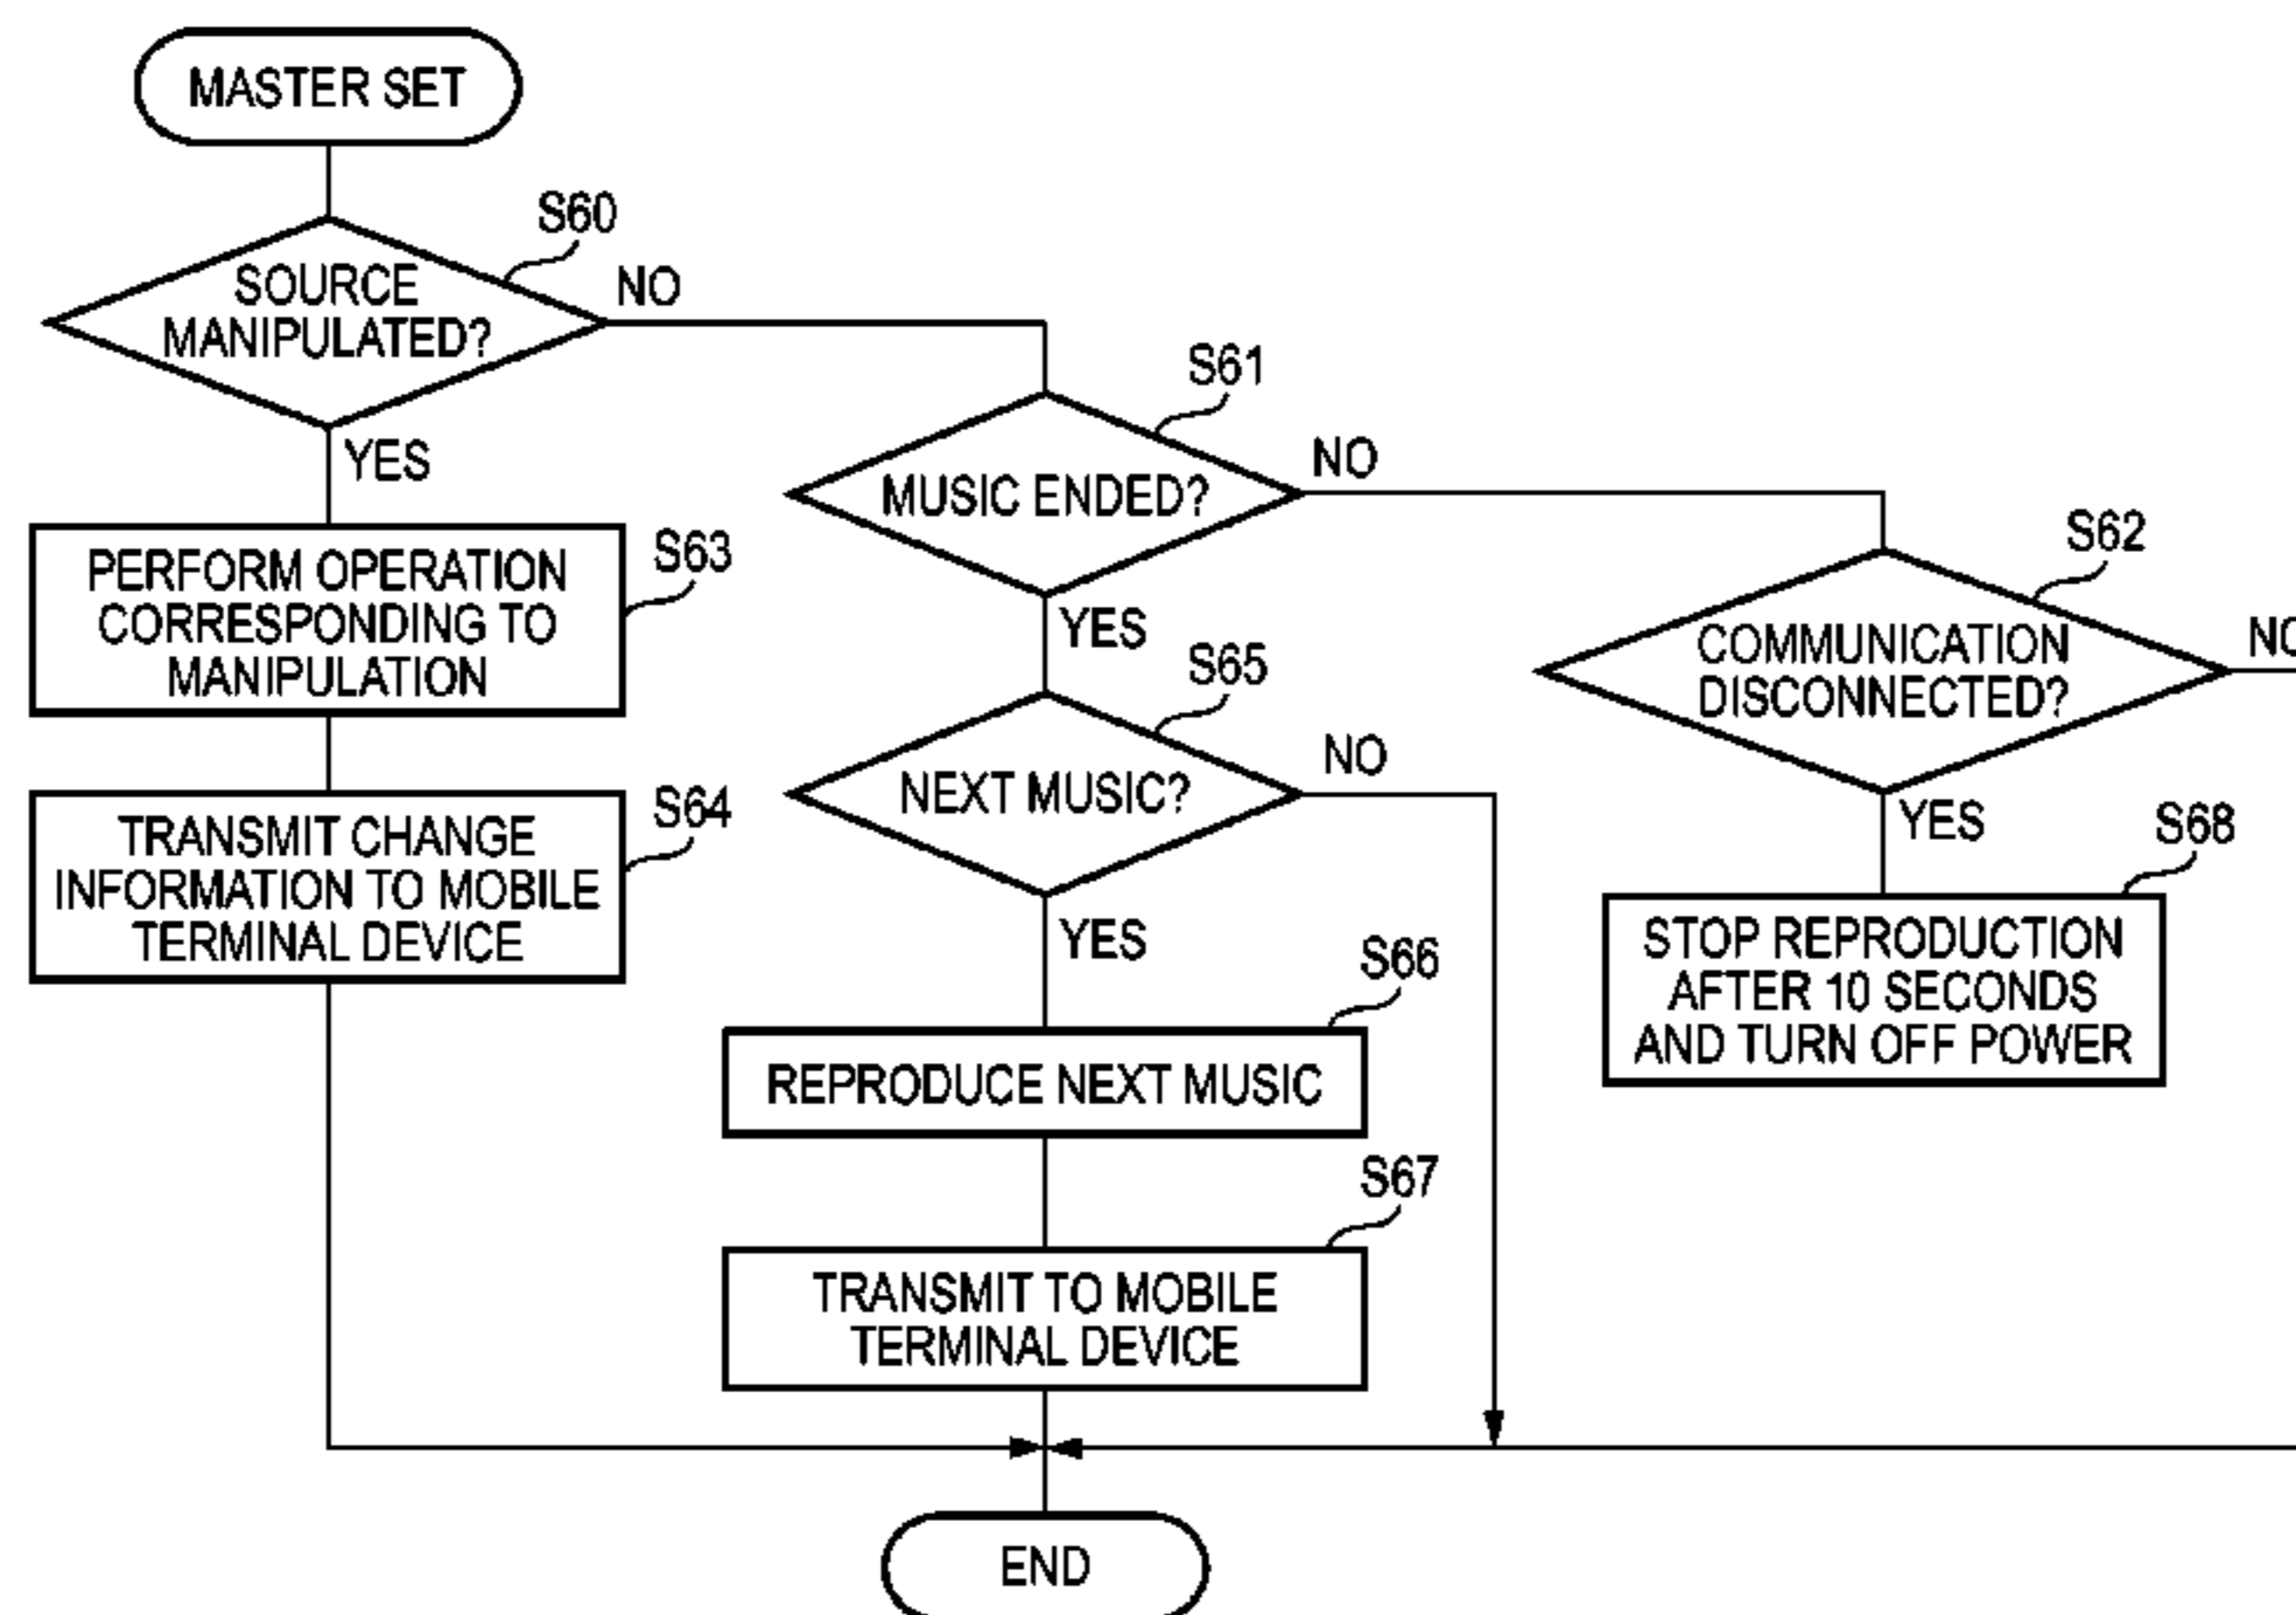 MASTER SET
S60
SOURCE
MANIPULATED?
NO
YES
S61
MUSIC ENDED?
NO
YES
S62
COMMUNICATION
DISCONNECTED?
NO
YES
S63
PERFORM OPERATION
CORRESPONDING TO
MANIPULATION
S64
TRANSMIT CHANGE
INFORMATION TO MOBILE
TERMINAL DEVICE
S65
NEXT MUSIC?
NO
YES
S66
REPRODUCE NEXT MUSIC
S67
TRANSMIT TO MOBILE
TERMINAL DEVICE
S68
STOP REPRODUCTION
AFTER 10 SECONDS
AND TURN OFF POWER
END